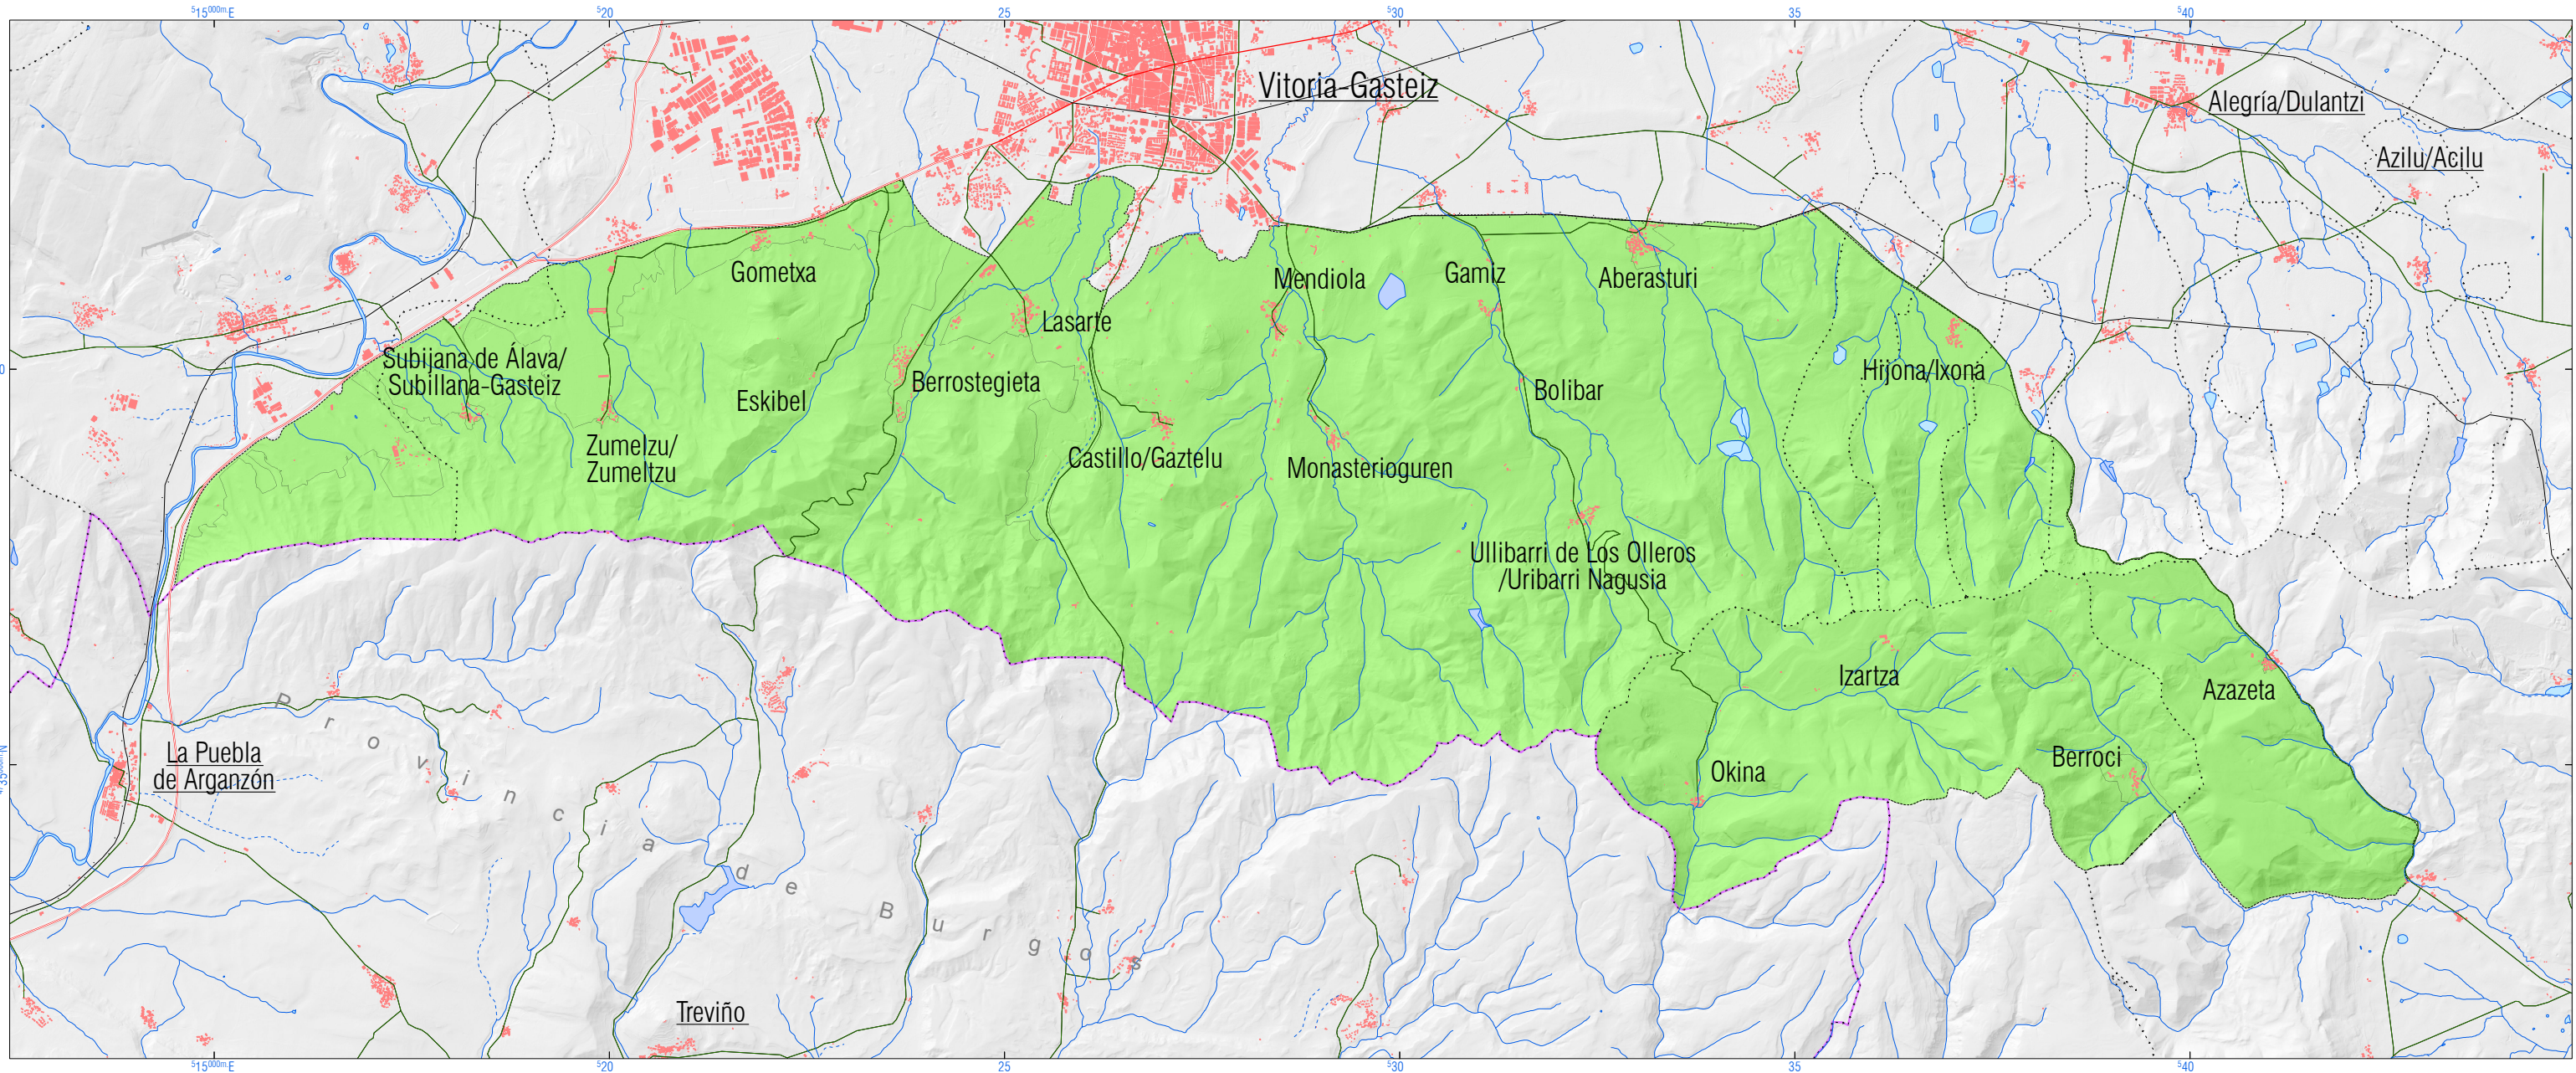 ⁵15⁰⁰⁰ᵐ·E
⁵20
25
⁵30
35
⁵40
Vitoria-Gasteiz
Alegría/Dulantzi
Azilu/Acilu
Gometxa
Mendiola
Gamiz
Aberasturi
Lasarte
Subijana de Álava/
Subillana-Gasteiz
Eskibel
Berrostegieta
Bolibar
Hijona/Ixona
Zumelzu/
Zumeltzu
Castillo/Gaztelu
Monasterioguren
Ullibarri de Los Olleros
/Uribarri Nagusia
Izartza
Azazeta
La Puebla
de Arganzón
Berroci
Okina
Provincia de Burgos
Treviño
⁵15⁰⁰⁰ᵐ·E
⁵20
25
⁵30
35
⁵40